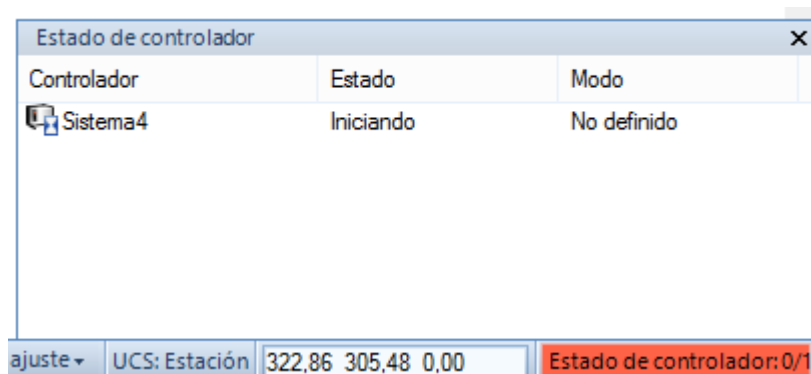 Estado de controlador
Controlador Estado Modo
Sistema4 Iniciando No definido
ajuste UCS: Estación 322,86 305,48 0,00 Estado de controlador: 0/1